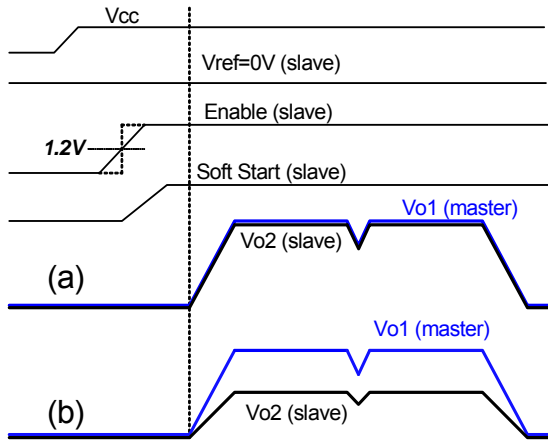 Vcc
Vref=0V (slave)
Enable (slave)
1.2V
Soft Start (slave)
Vo1 (master)
Vo2 (slave)
(a)
Vo1 (master)
(b)
Vo2 (slave)